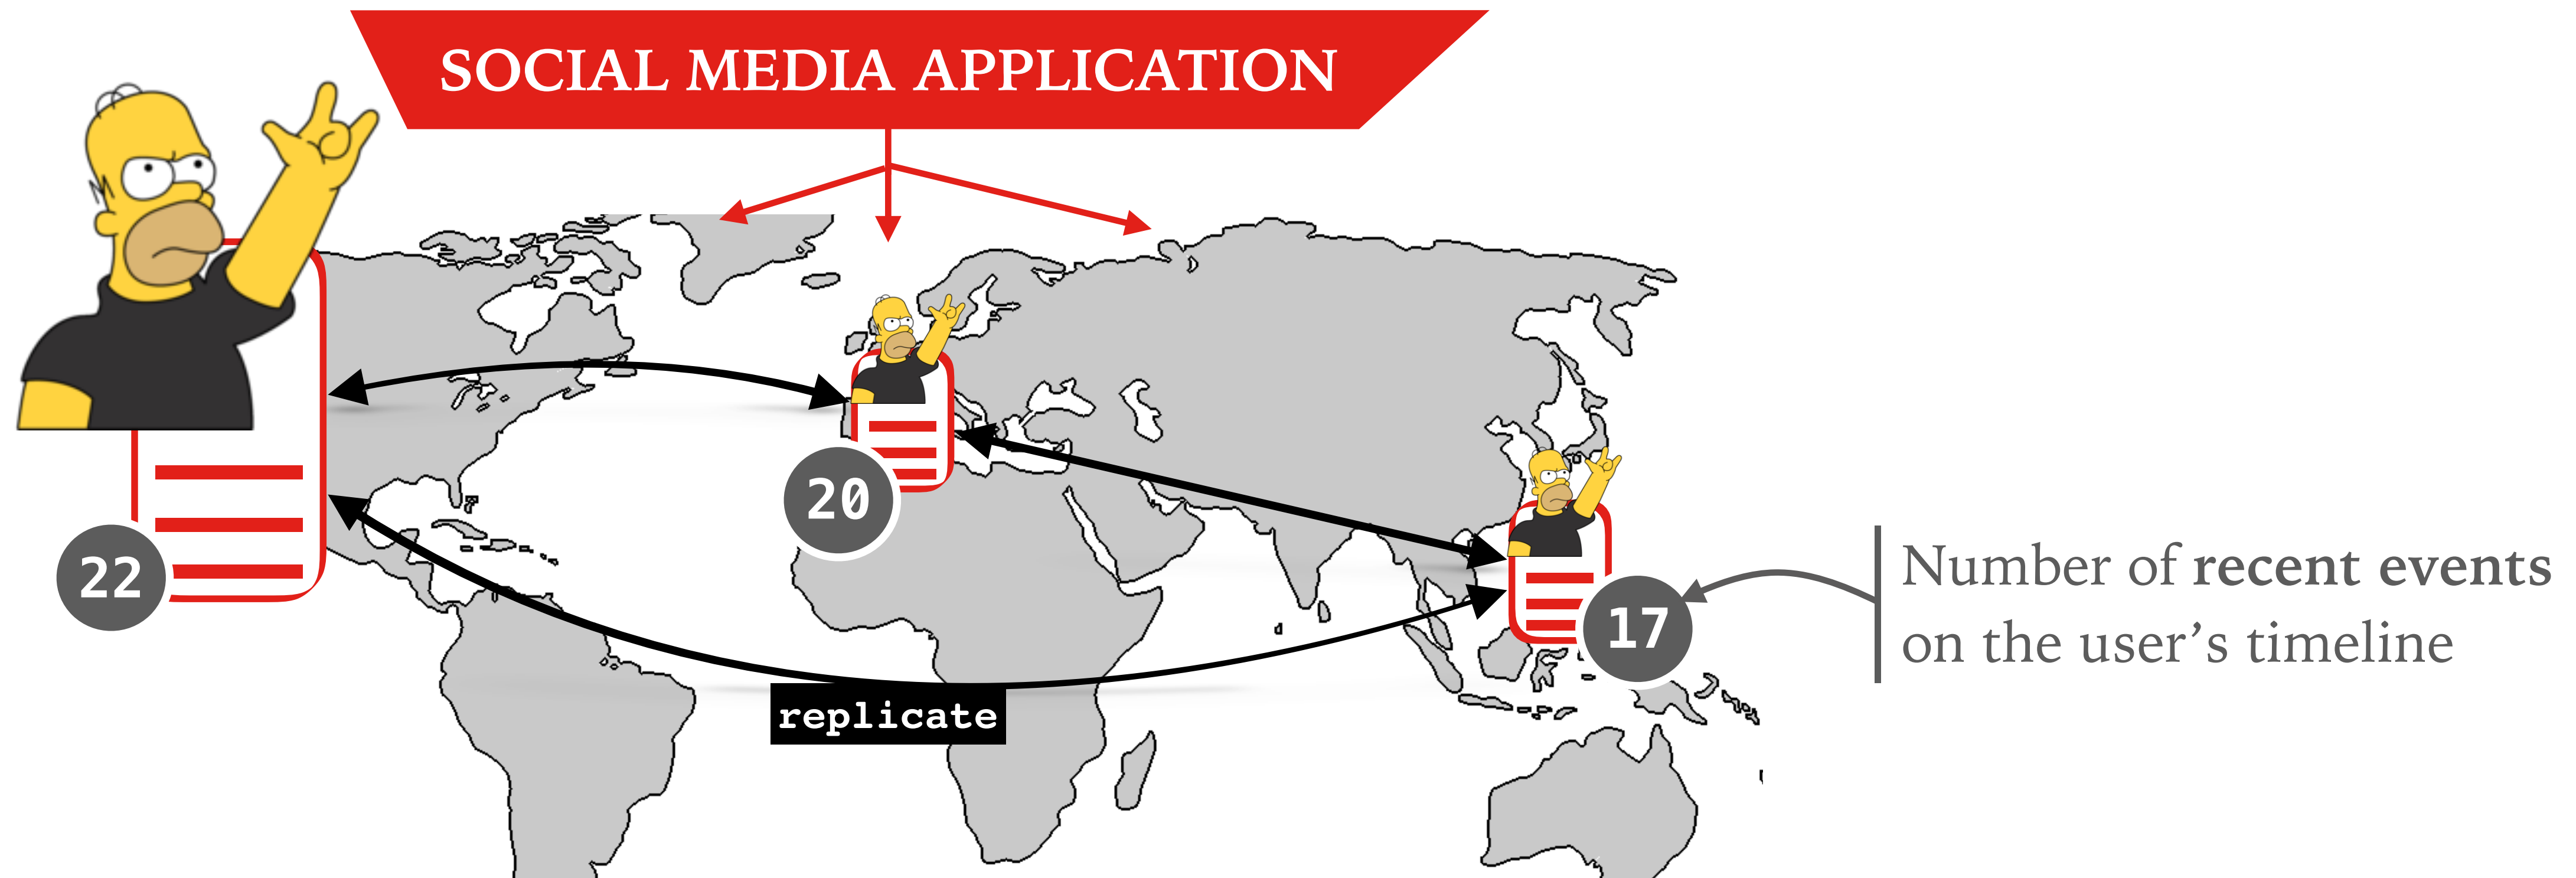 SOCIAL MEDIA APPLICATION
20
22
17
Number of recent events
on the user’s timeline
replicate